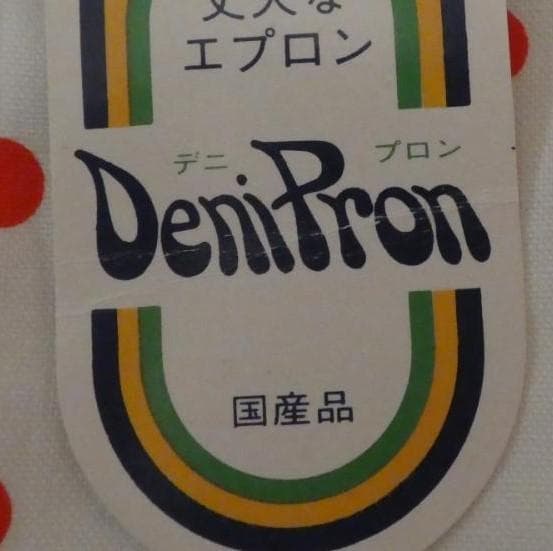 丈夫な
エプロン
デニ プロン
DeniPron
国産品